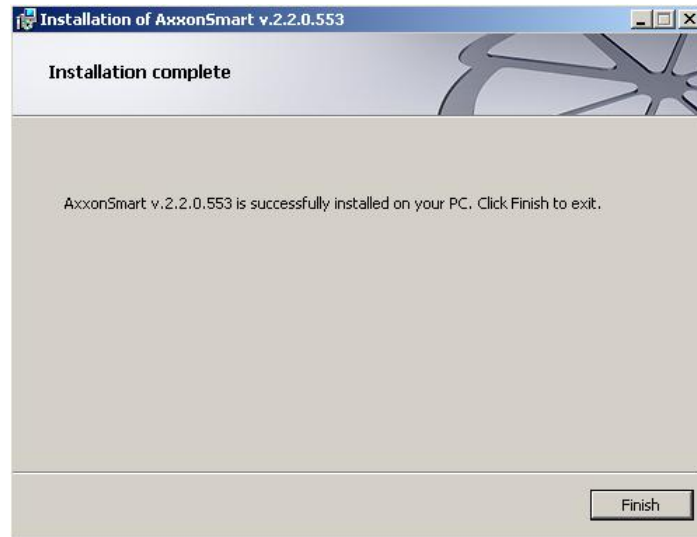 Installation of AxxonSmart v.2.2.0.553
Installation complete
AxxonSmart v.2.2.0.553 is successfully installed on your PC. Click Finish to exit.
Finish